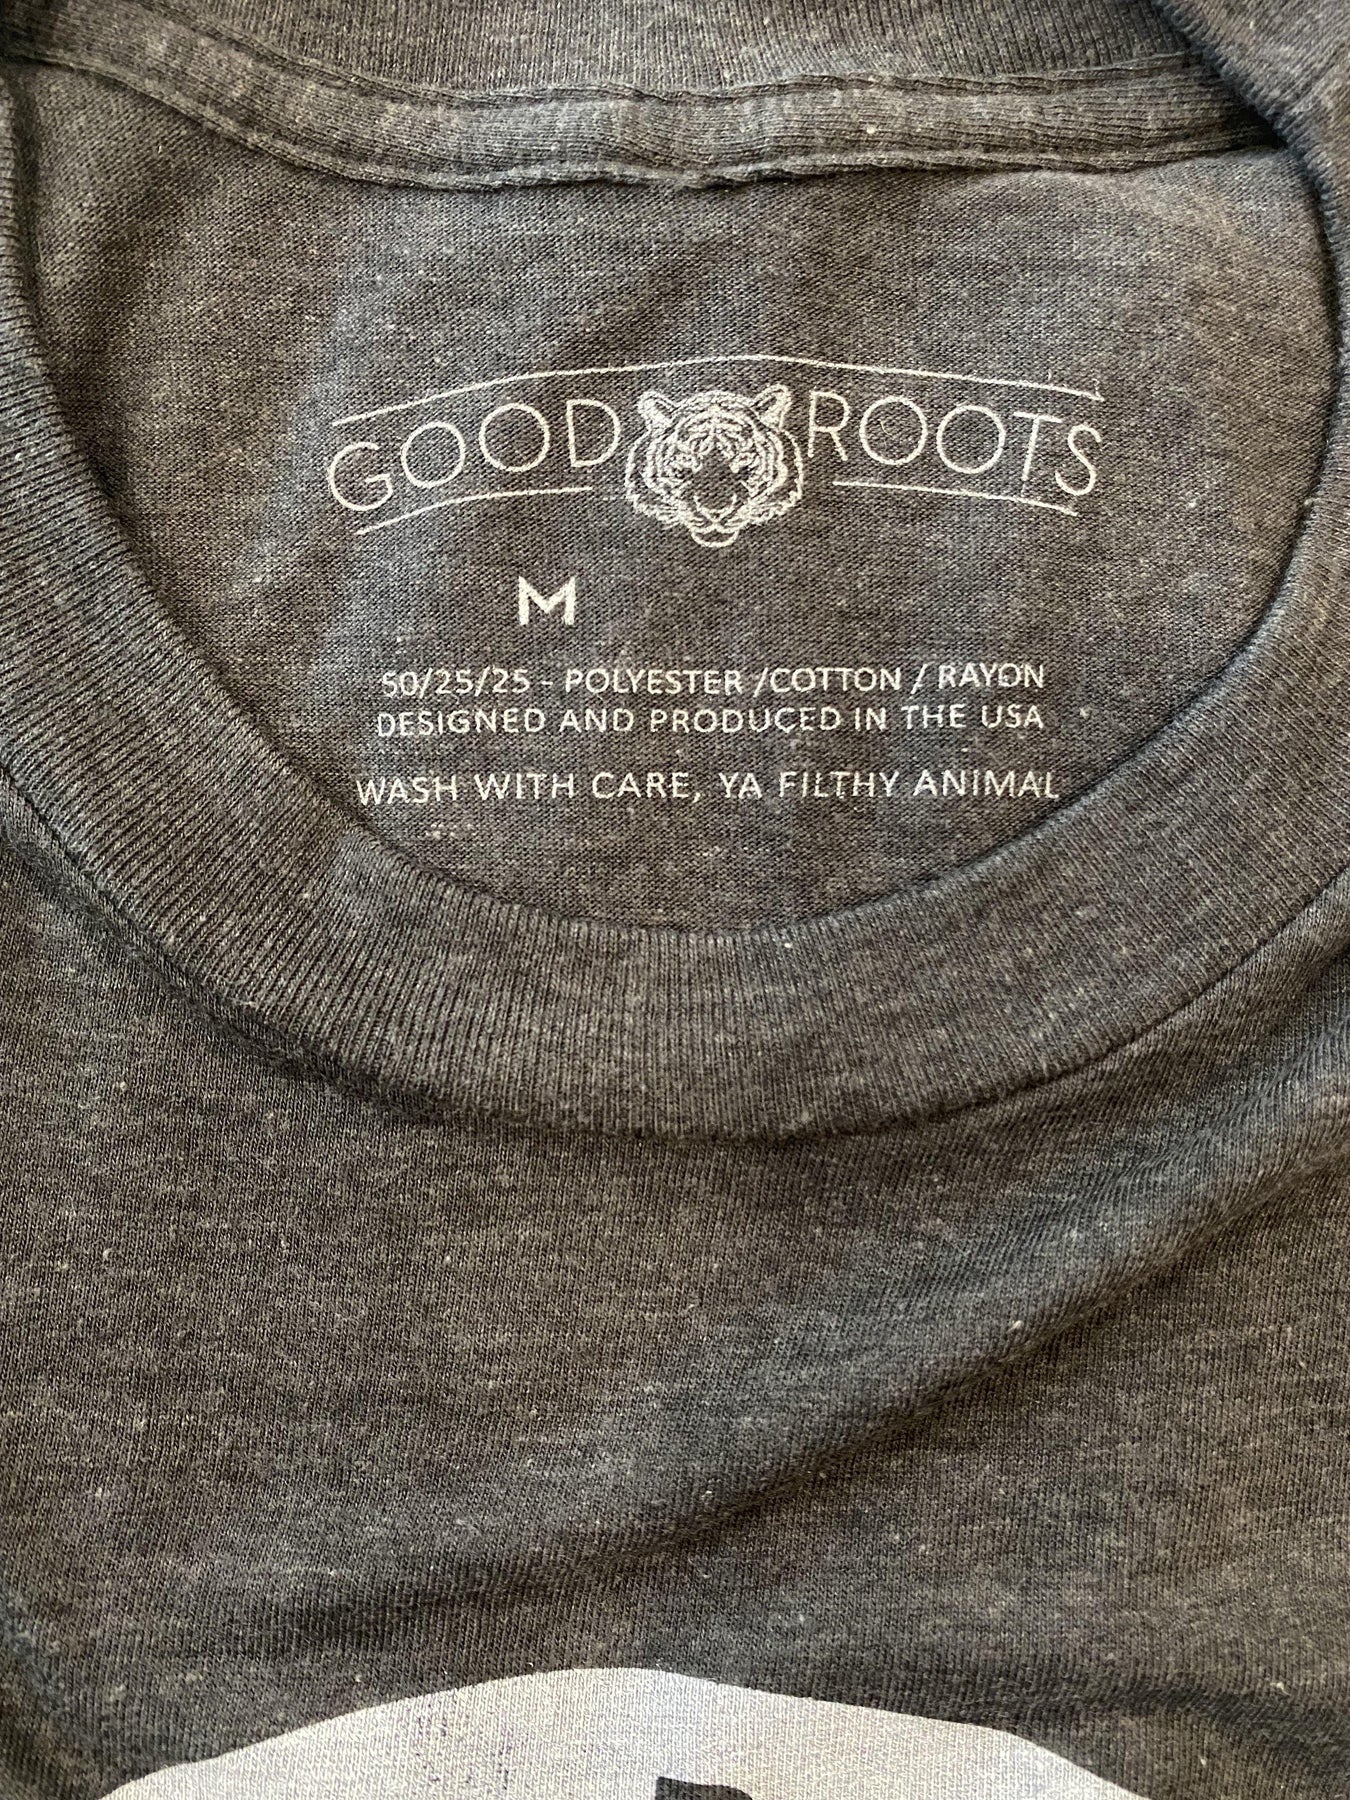 GOOD ROOTS
M
50/25/25 - POLYESTER / COTTON / RAYON
DESIGNED AND PRODUCED IN THE USA
WASH WITH CARE, YA FILTHY ANIMAL